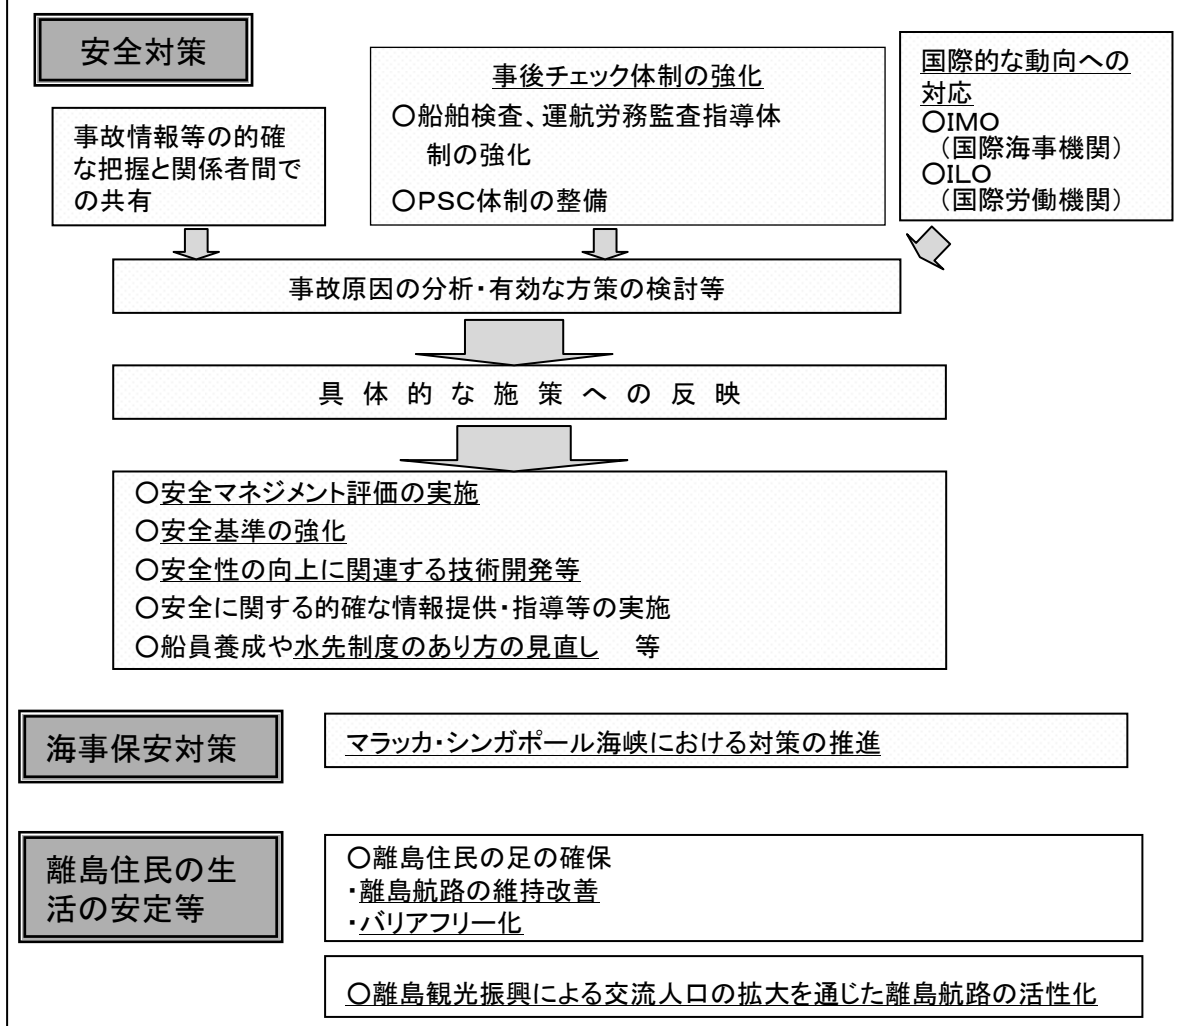 安全対策
事故情報等の的確
な把握と関係者間で
の共有
事後チェック体制の強化
○船舶検査、運航労務監査指導体
制の強化
○PSC体制の整備
国際的な動向への
対応
○IMO
（国際海事機関）
○ILO
（国際労働機関）
事故原因の分析・有効な方策の検討等
具体的な施策への反映
○安全マネジメント評価の実施
○安全基準の強化
○安全性の向上に関連する技術開発等
○安全に関する的確な情報提供・指導等の実施
○船員養成や水先制度のあり方の見直し　等
海事保安対策
マラッカ・シンガポール海峡における対策の推進
離島住民の生
活の安定等
○離島住民の足の確保
・離島航路の維持改善
・バリアフリー化
○離島観光振興による交流人口の拡大を通じた離島航路の活性化